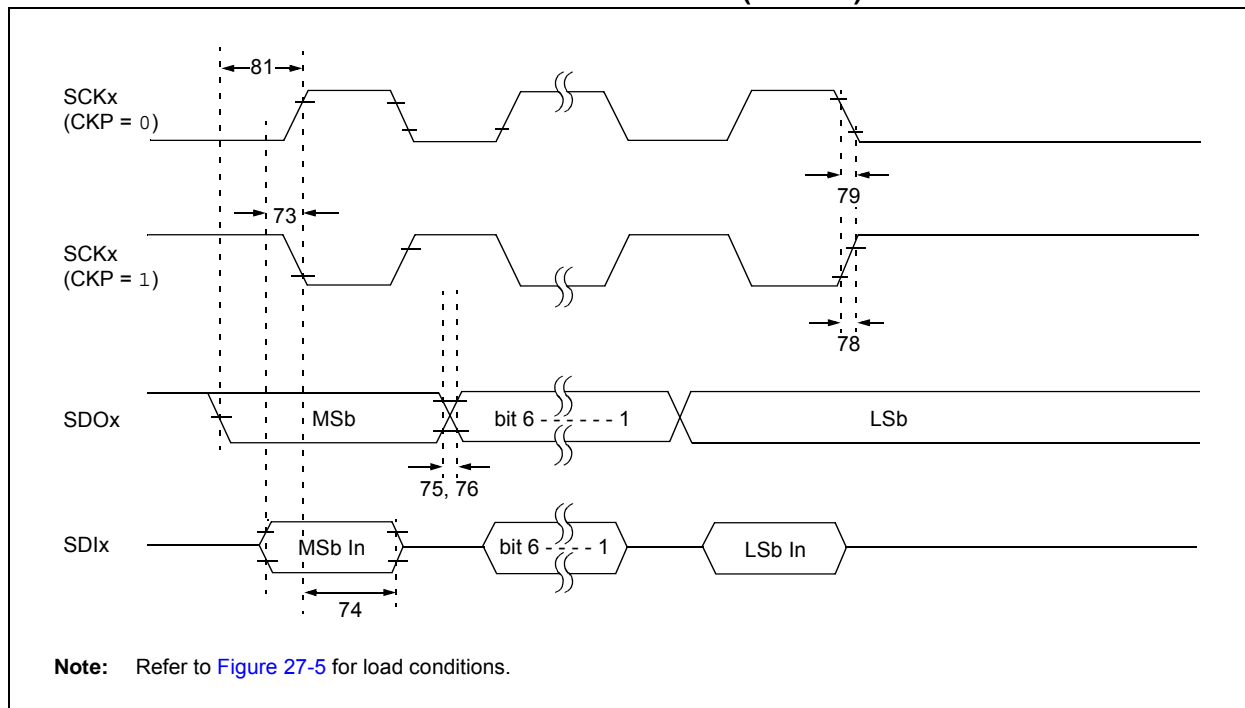 81
SCKx
(CKP = 0)
79
73
SCKx
(CKP = 1)
78
SDOx
MSb
bit 6 - - - - - - 1
LSb
75, 76
SDIx
MSb In
bit 6 - - - - 1
LSb In
74
Note: Refer to Figure 27-5 for load conditions.